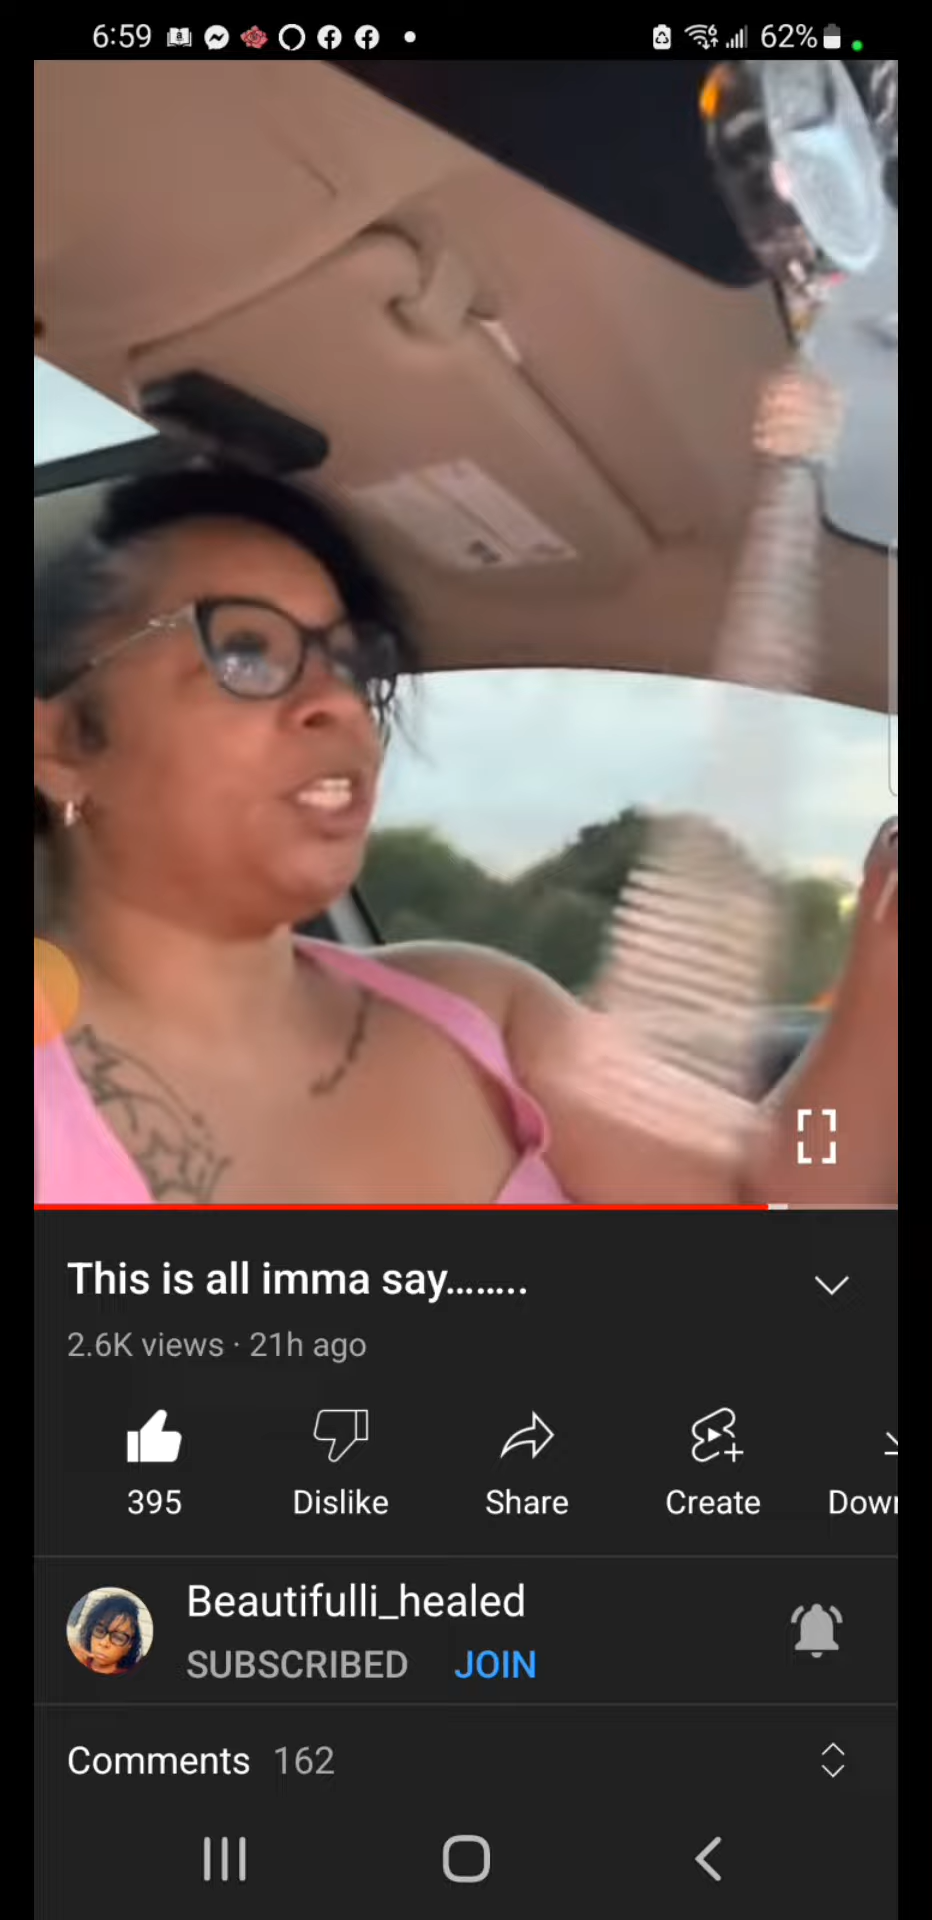 6:59
62%
This is all imma say........
2.6K views · 21h ago
395
Dislike
Share
Create
Down
Beautifulli_healed
SUBSCRIBED
JOIN
Comments 162